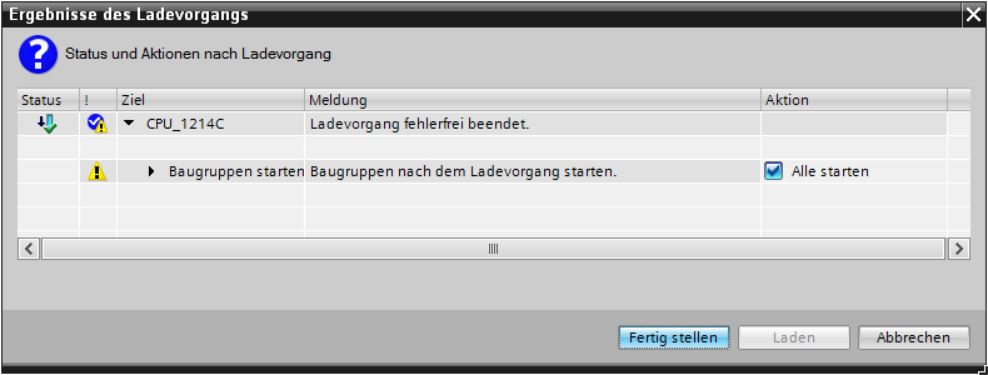 Ergebnisse des Ladevorgangs
Status und Aktionen nach Ladevorgang
Status ! Ziel Meldung Aktion
CPU_1214C Ladevorgang fehlerfrei beendet.
Baugruppen starten Baugruppen nach dem Ladevorgang starten. Alle starten
Fertig stellen Laden Abbrechen